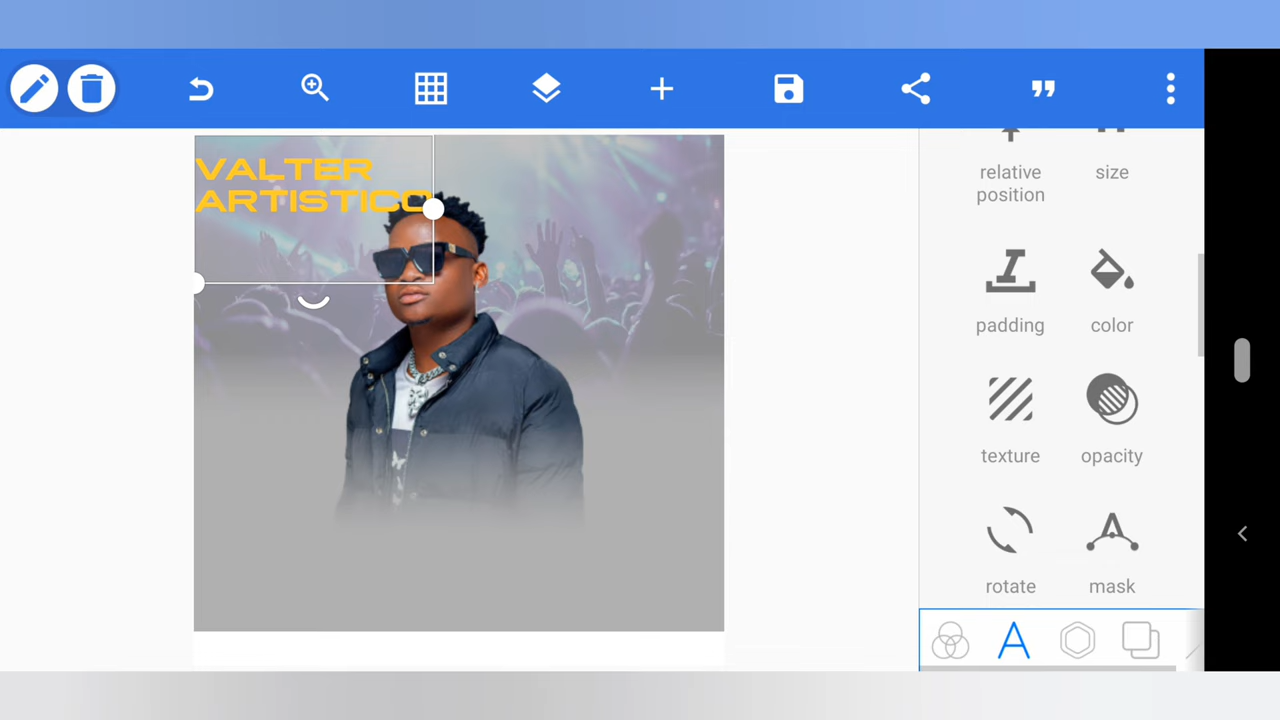 VALTER
ARTISTICO
relative
position
size
padding
color
texture
opacity
rotate
mask